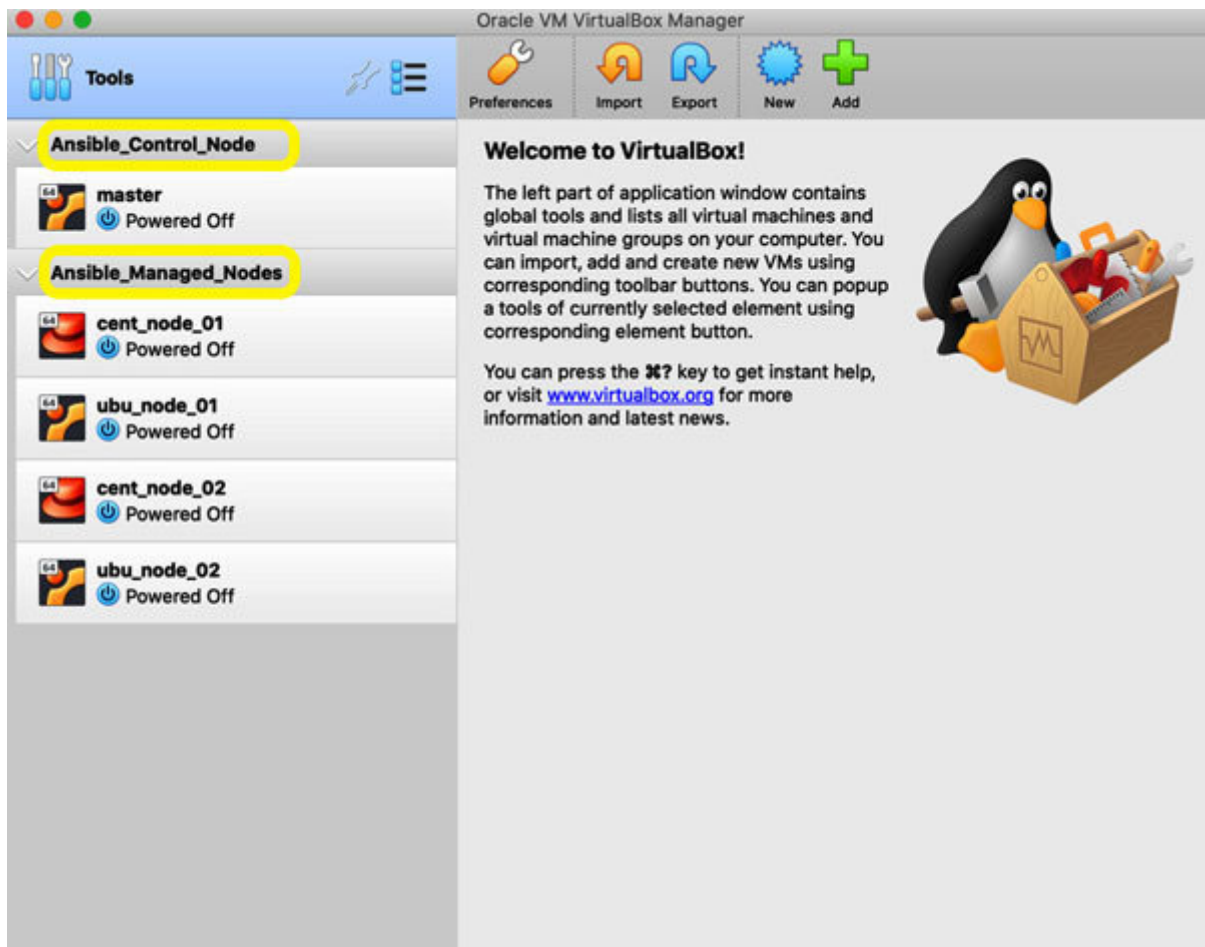 Oracle VM VirtualBox Manager
Tools
Preferences
Import
Export
New
Add
Ansible_Control_Node
64
master
Powered Off
Ansible_Managed_Nodes
64
cent_node_01
Powered Off
64
ubu_node_01
Powered Off
64
cent_node_02
Powered Off
64
ubu_node_02
Powered Off
Welcome to VirtualBox!
The left part of application window contains
global tools and lists all virtual machines and
virtual machine groups on your computer. You
can import, add and create new VMs using
corresponding toolbar buttons. You can popup
a tools of currently selected element using
corresponding element button.
You can press the ⌘? key to get instant help,
or visit www.virtualbox.org for more
information and latest news.